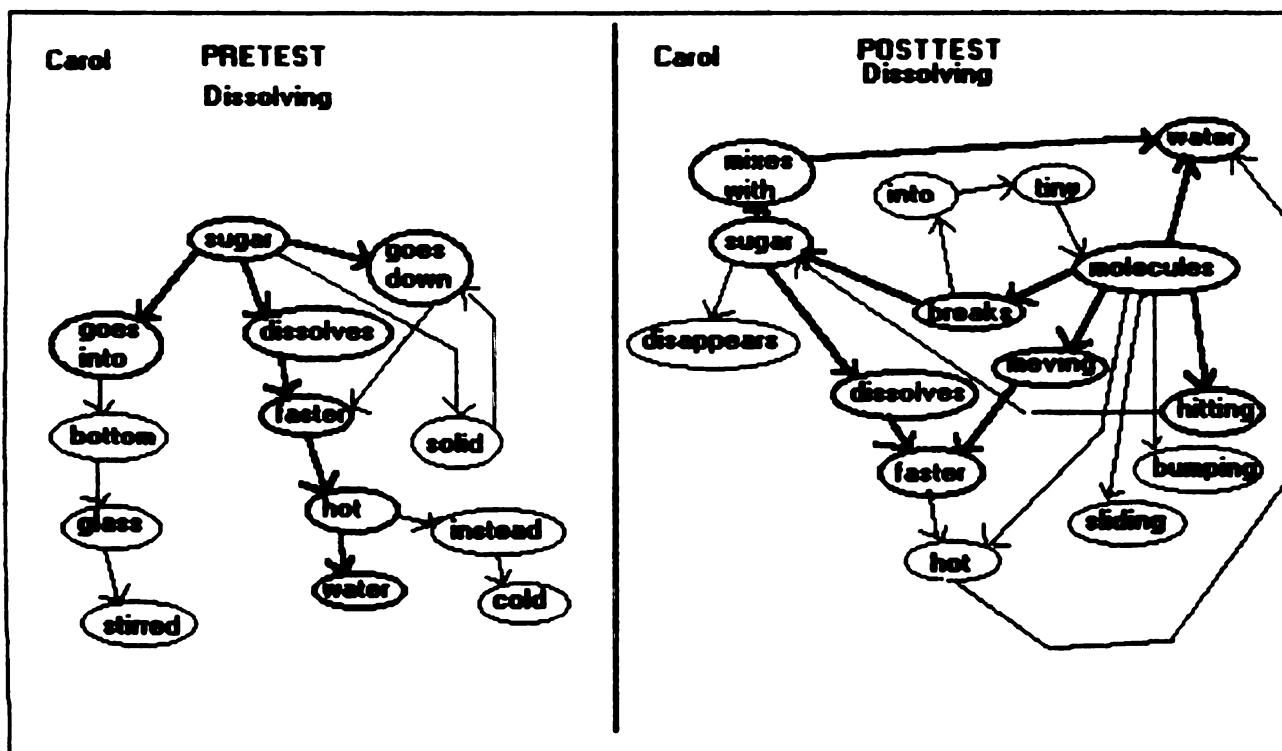 Carol PRETEST
Dissolving
sugar
goes
down
goes
into
dissolves
faster
bottom
solid
glass
hot
instead
water
cold
stirred
Carol POSTTEST
Dissolving
water
mixes
with
into
tiny
sugar
molecules
breaks
disappears
moving
dissolves
hitting
faster
bumping
sliding
hot